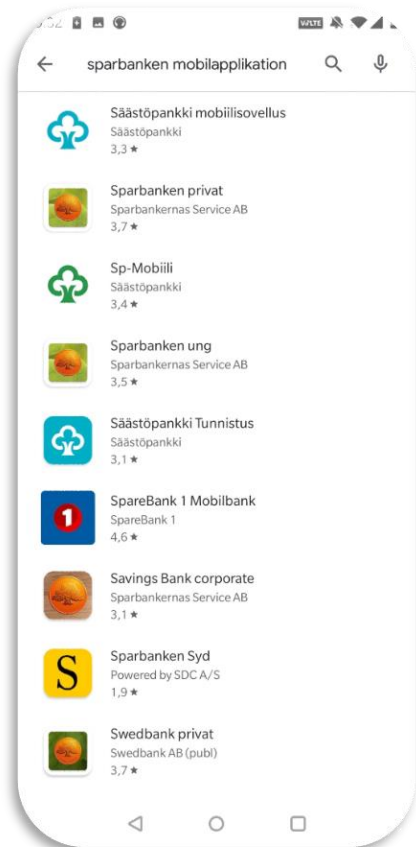 sparbanken mobilapplikation
Säästöpankki mobiilisovellus
Säästöpankki
3,3 ★
Sparbanken privat
Sparbankernas Service AB
3,7 ★
Sp-Mobiili
Säästöpankki
3,4 ★
Sparbanken ung
Sparbankernas Service AB
3,5 ★
Säästöpankki Tunnistus
Säästöpankki
3,1 ★
1
SpareBank 1 Mobilbank
SpareBank 1
4,6 ★
Savings Bank corporate
Sparbankernas Service AB
3,1 ★
S
Sparbanken Syd
Powered by SDC A/S
1,9 ★
Swedbank privat
Swedbank AB (publ)
3,7 ★